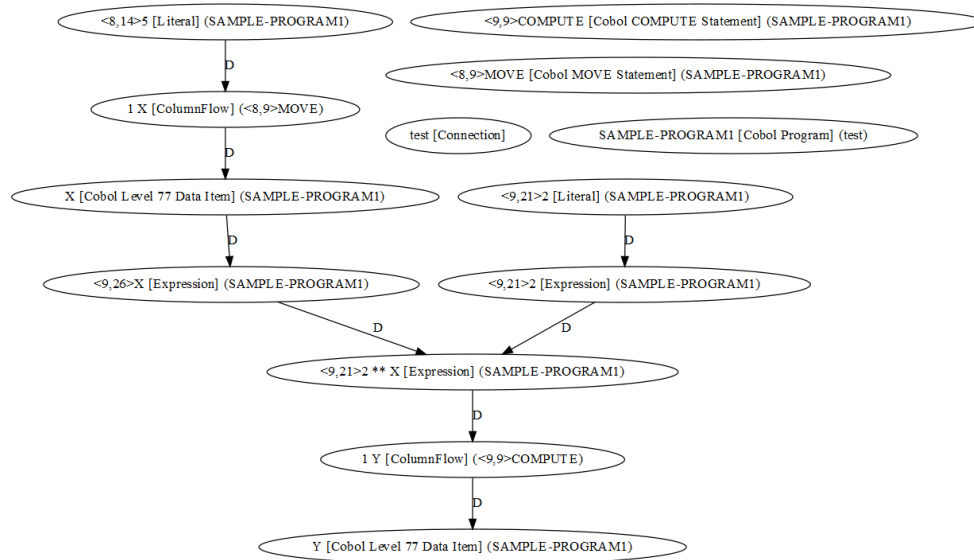 <8,14>5 [Literal] (SAMPLE-PROGRAM1)
<9,9>COMPUTE [Cobol COMPUTE Statement] (SAMPLE-PROGRAM1)
D
<8,9>MOVE [Cobol MOVE Statement] (SAMPLE-PROGRAM1)
1 X [ColumnFlow] (<8,9>MOVE)
test [Connection]
SAMPLE-PROGRAM1 [Cobol Program] (test)
D
X [Cobol Level 77 Data Item] (SAMPLE-PROGRAM1)
<9,21>2 [Literal] (SAMPLE-PROGRAM1)
D
D
<9,26>X [Expression] (SAMPLE-PROGRAM1)
<9,21>2 [Expression] (SAMPLE-PROGRAM1)
D
D
<9,21>2 ** X [Expression] (SAMPLE-PROGRAM1)
D
1 Y [ColumnFlow] (<9,9>COMPUTE)
D
Y [Cobol Level 77 Data Item] (SAMPLE-PROGRAM1)